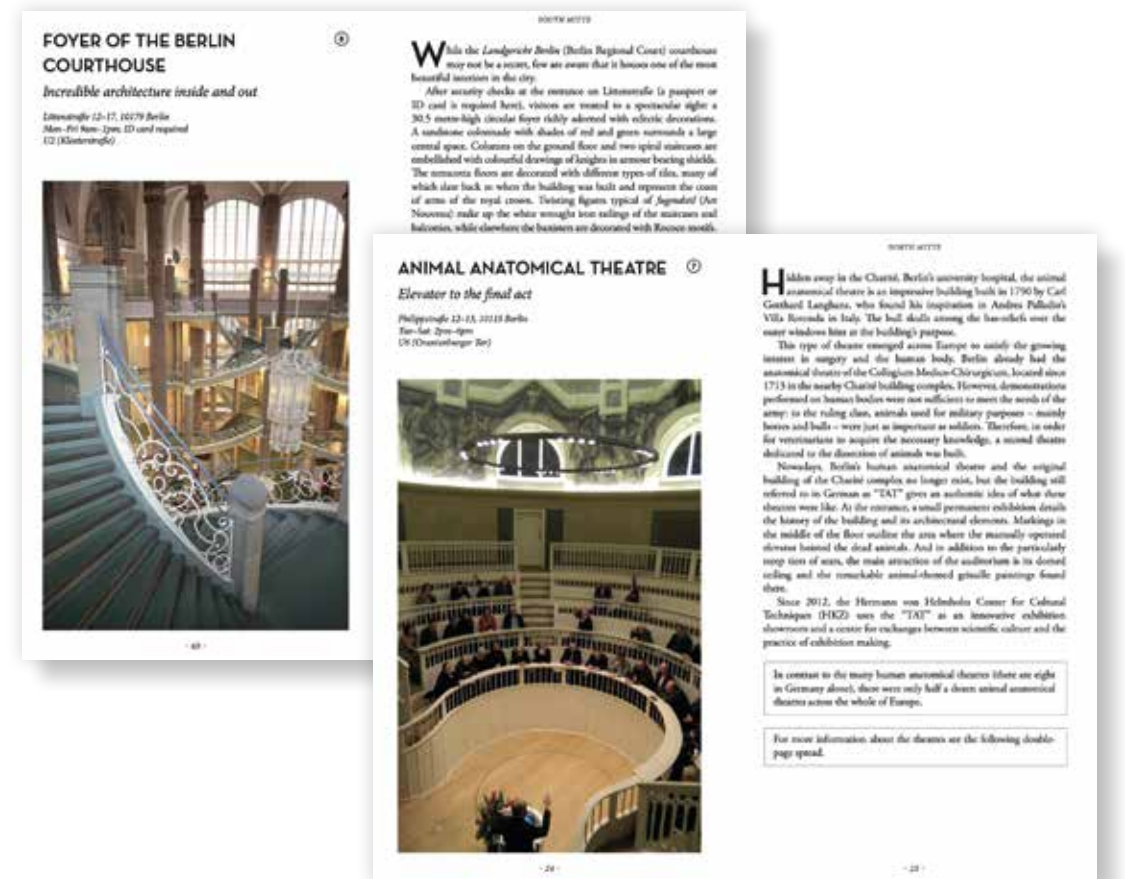 FOYER OF THE BERLIN
COURTHOUSE
⑧
Incredible architecture inside and out
Littenstraße 12–17, 10179 Berlin
Mon–Fri 9am–1pm; ID card required
U2 (Klosterstraße)
- 60 -
SOUTH MITTE
While the Landgericht Berlin (Berlin Regional Court) courthouse
may not be a secret, few are aware that it houses one of the most
beautiful interiors in the city.
After security checks at the entrance on Littenstraße (a passport or
ID card is required here), visitors are treated to a spectacular sight: a
30.5 metre-high circular foyer richly adorned with eclectic decorations.
A sandstone colonnade with shades of red and green surrounds a large
central space. Columns on the ground floor and two spiral staircases are
embellished with colourful drawings of knights in armour bearing shields.
The terracotta floors are decorated with different types of tiles, many of
which date back to when the building was built and represent the coats
of arms of the royal crown. Twisting figures typical of Jugendstil (Art
Nouveau) make up the white wrought iron railings of the staircases and
balconies, while elsewhere the banisters are decorated with Rococo motifs.
ANIMAL ANATOMICAL THEATRE
⑦
Elevator to the final act
Philippstraße 12–13, 10115 Berlin
Tue–Sat 2pm–6pm
U6 (Oranienburger Tor)
- 24 -
NORTH MITTE
Hidden away in the Charité, Berlin's university hospital, the animal
anatomical theatre is an impressive building built in 1790 by Carl
Gotthard Langhans, who found his inspiration in Andrea Palladio's
Villa Rotonda in Italy. The bull skulls among the bas-reliefs over the
outer windows hint at the building's purpose.
This type of theatre emerged across Europe to satisfy the growing
interest in surgery and the human body. Berlin already had the
anatomical theatre of the Collegium Medico-Chirurgicum, located since
1713 in the nearby Charité building complex. However, demonstrations
performed on human bodies were not sufficient to meet the needs of the
army: to the ruling class, animals used for military purposes – mainly
horses and bulls – were just as important as soldiers. Therefore, in order
for veterinarians to acquire the necessary knowledge, a second theatre
dedicated to the dissection of animals was built.
Nowadays, Berlin's human anatomical theatre and the original
building of the Charité complex no longer exist, but the building still
referred to in German as "TAT" gives an authentic idea of what these
theatres were like. At the entrance, a small permanent exhibition details
the history of the building and its architectural elements. Markings in
the middle of the floor outline the area where the manually operated
elevator hoisted the dead animals. And in addition to the particularly
steep tiers of seats, the main attraction of the auditorium is its domed
ceiling and the remarkable animal-themed grisaille paintings found
there.
Since 2012, the Hermann von Helmholtz Center for Cultural
Techniques (HKZ) uses the "TAT" as an innovative exhibition
showroom and a centre for exchanges between scientific culture and the
practice of exhibition making.
In contrast to the many human anatomical theatres (there are eight
in Germany alone), there were only half a dozen animal anatomical
theatres across the whole of Europe.
For more information about the theatres see the following double-
page spread.
- 25 -